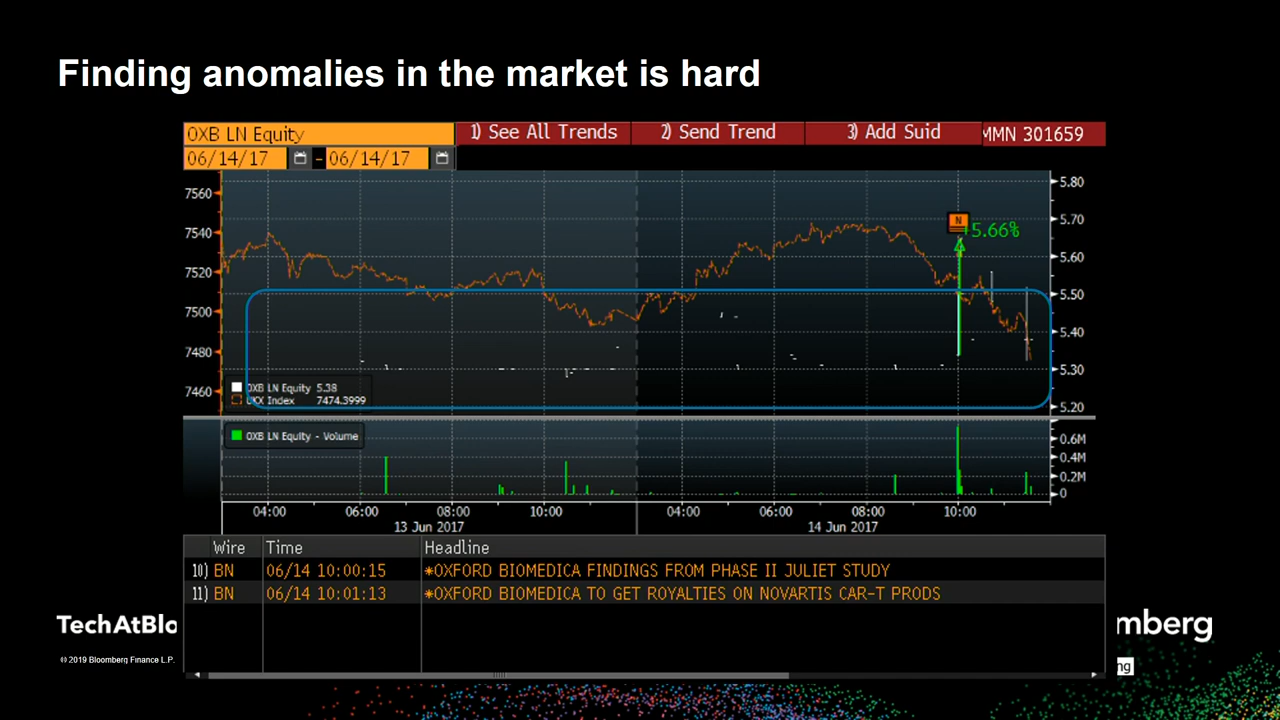 Finding anomalies in the market is hard
OXB LN Equity 1) See All Trends 2) Send Trend 3) Add Suid MMN 301659
06/14/17 - 06/14/17
7560 5.80
7540 5.70
N +5.66%
7520 5.60
5.50
7500
5.40
7480
5.30
OXB LN Equity 5.38
7460
UKX Index 7474.3999
5.20
OXB LN Equity - Volume
0.6M
0.4M
0.2M
0
04:00 06:00 08:00 10:00 04:00 06:00 08:00 10:00
13 Jun 2017 14 Jun 2017
Wire Time Headline
10) BN 06/14 10:00:15 *OXFORD BIOMEDICA FINDINGS FROM PHASE II JULIET STUDY
11) BN 06/14 10:01:13 *OXFORD BIOMEDICA TO GET ROYALTIES ON NOVARTIS CAR-T PRODS
TechAtBlo mberg
© 2019 Bloomberg Finance L.P. ng